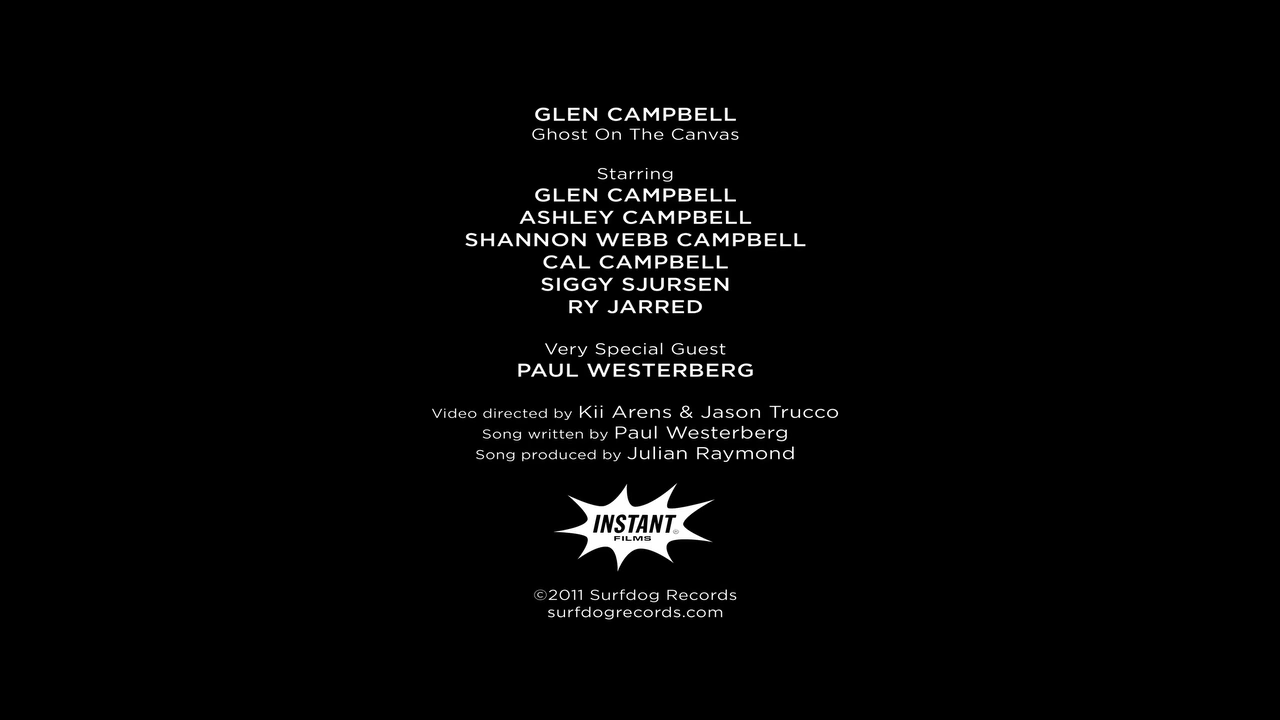 GLEN CAMPBELL
Ghost On The Canvas
Starring
GLEN CAMPBELL
ASHLEY CAMPBELL
SHANNON WEBB CAMPBELL
CAL CAMPBELL
SIGGY SJURSEN
RY JARRED
Very Special Guest
PAUL WESTERBERG
Video directed by Kii Arens & Jason Trucco
Song written by Paul Westerberg
Song produced by Julian Raymond
INSTANT®
FILMS
©2011 Surfdog Records
surfdogrecords.com